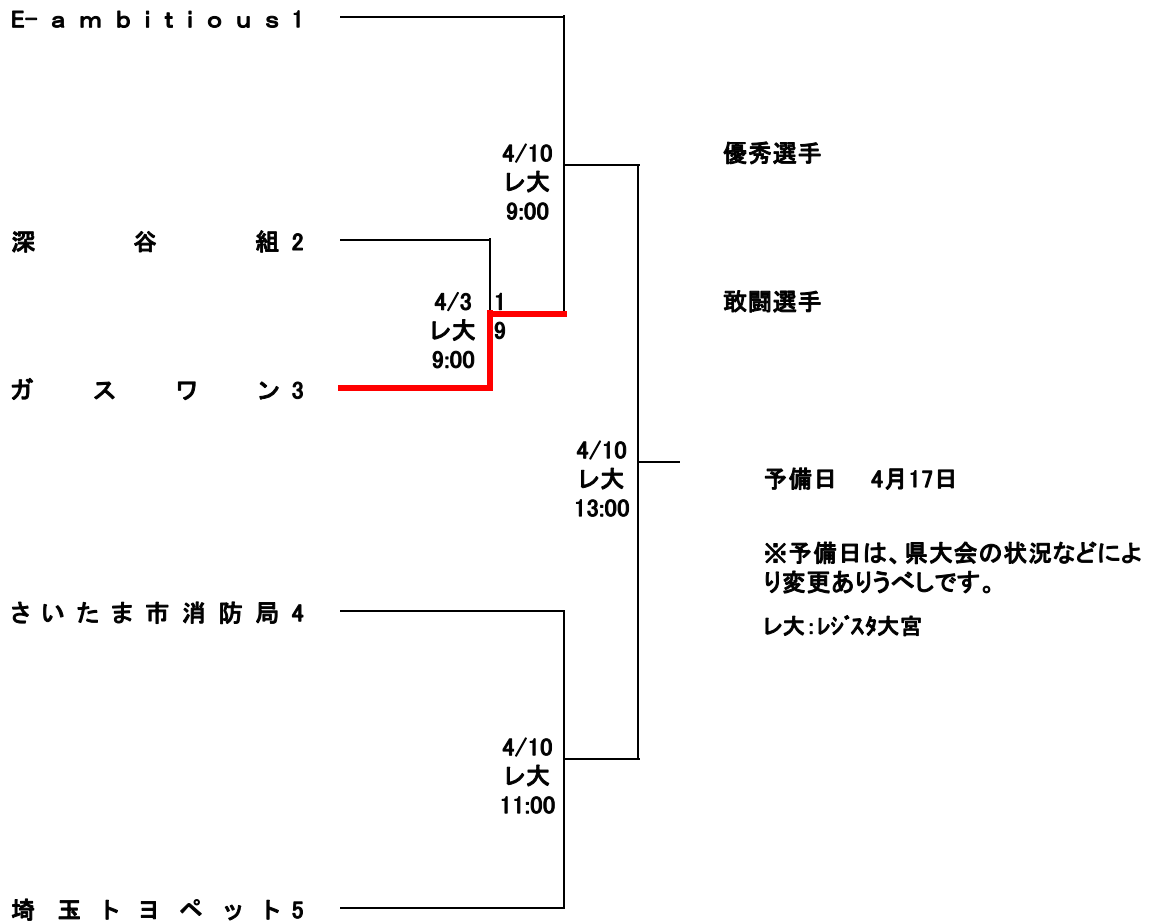 E-ambitious 1
4/10
レ大
9:00
優秀選手
深谷組 2
4/3 1
レ大 9
9:00
敢闘選手
ガスワン 3
4/10
レ大
13:00
予備日 4月17日
※予備日は、県大会の状況などによ
り変更ありうべしです。
レ大:ﾚｼﾞｽﾀ大宮
さいたま市消防局 4
4/10
レ大
11:00
埼玉トヨペット 5